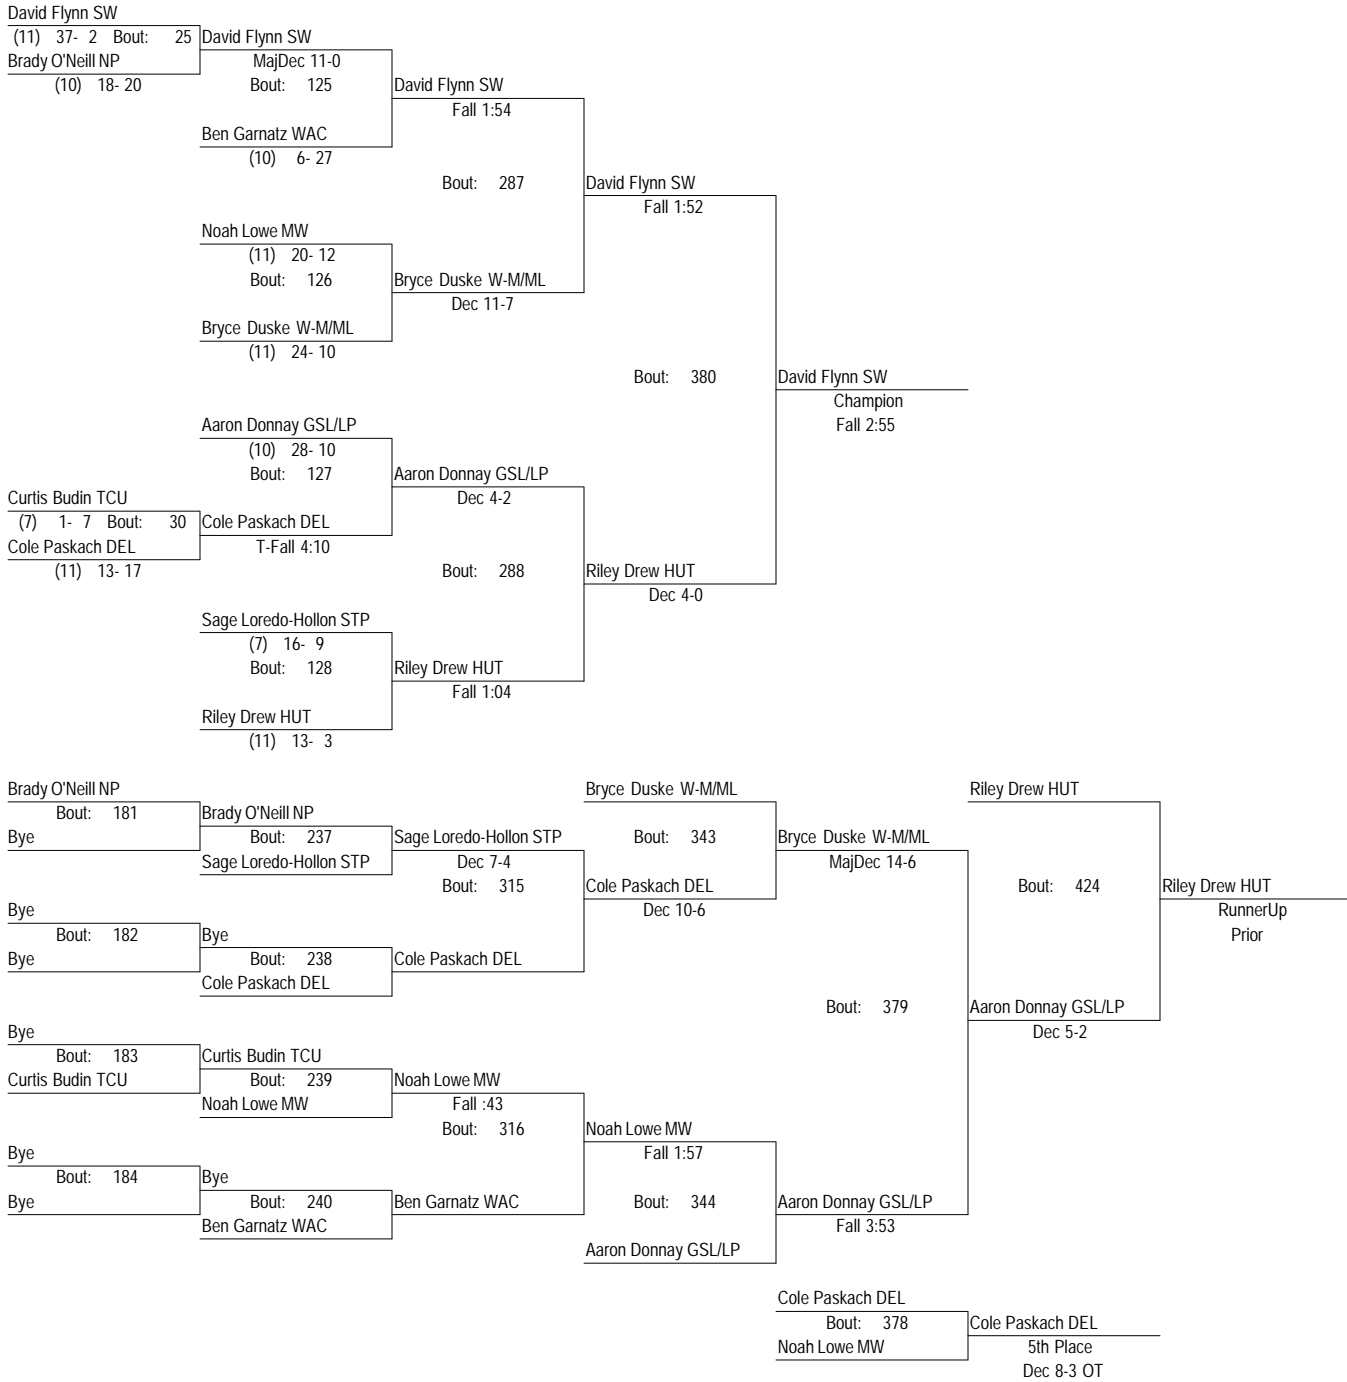 David Flynn SW
(11) 37- 2 Bout: 25 David Flynn SW
Brady O'Neill NP MajDec 11-0
(10) 18- 20 Bout: 125 David Flynn SW
Fall 1:54
Ben Garnatz WAC
(10) 6- 27
Bout: 287 David Flynn SW
Fall 1:52
Noah Lowe MW
(11) 20- 12
Bout: 126 Bryce Duske W-M/ML
Dec 11-7
Bryce Duske W-M/ML
(11) 24- 10
Bout: 380 David Flynn SW
Champion
Fall 2:55
Aaron Donnay GSL/LP
(10) 28- 10
Bout: 127 Aaron Donnay GSL/LP
Curtis Budin TCU Dec 4-2
(7) 1- 7 Bout: 30 Cole Paskach DEL
Cole Paskach DEL T-Fall 4:10
(11) 13- 17 Bout: 288 Riley Drew HUT
Dec 4-0
Sage Loredo-Hollon STP
(7) 16- 9
Bout: 128 Riley Drew HUT
Fall 1:04
Riley Drew HUT
(11) 13- 3
Brady O'Neill NP Bryce Duske W-M/ML Riley Drew HUT
Bout: 181 Brady O'Neill NP
Bye Bout: 237 Sage Loredo-Hollon STP Bout: 343 Bryce Duske W-M/ML
Sage Loredo-Hollon STP Dec 7-4 MajDec 14-6
Bout: 315 Cole Paskach DEL Bout: 424 Riley Drew HUT
Bye Dec 10-6 RunnerUp
Bout: 182 Bye Prior
Bye Bout: 238 Cole Paskach DEL
Cole Paskach DEL
Bout: 379 Aaron Donnay GSL/LP
Bye Dec 5-2
Bout: 183 Curtis Budin TCU
Curtis Budin TCU Bout: 239 Noah Lowe MW
Noah Lowe MW Fall :43
Bout: 316 Noah Lowe MW
Bye Fall 1:57
Bout: 184 Bye
Bye Bout: 240 Ben Garnatz WAC Bout: 344 Aaron Donnay GSL/LP
Ben Garnatz WAC Fall 3:53
Aaron Donnay GSL/LP
Cole Paskach DEL
Bout: 378 Cole Paskach DEL
Noah Lowe MW 5th Place
Dec 8-3 OT